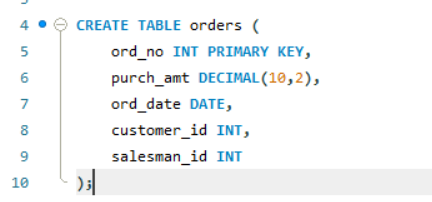 4 CREATE TABLE orders (
5 ord_no INT PRIMARY KEY,
6 purch_amt DECIMAL(10,2),
7 ord_date DATE,
8 customer_id INT,
9 salesman_id INT
10 );